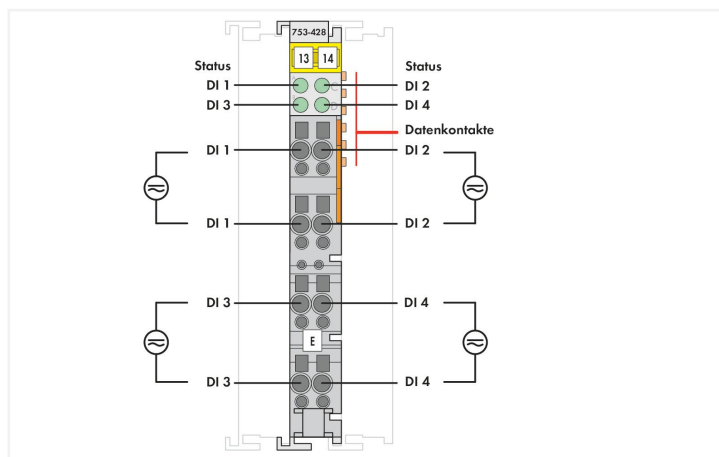 753-428
13 14
Status Status
DI 1 C DI 2
DI 3 D DI 4
Datenkontakte
DI 1 DI 2
DI 1 DI 2
DI 3 DI 4
E
DI 3 DI 4